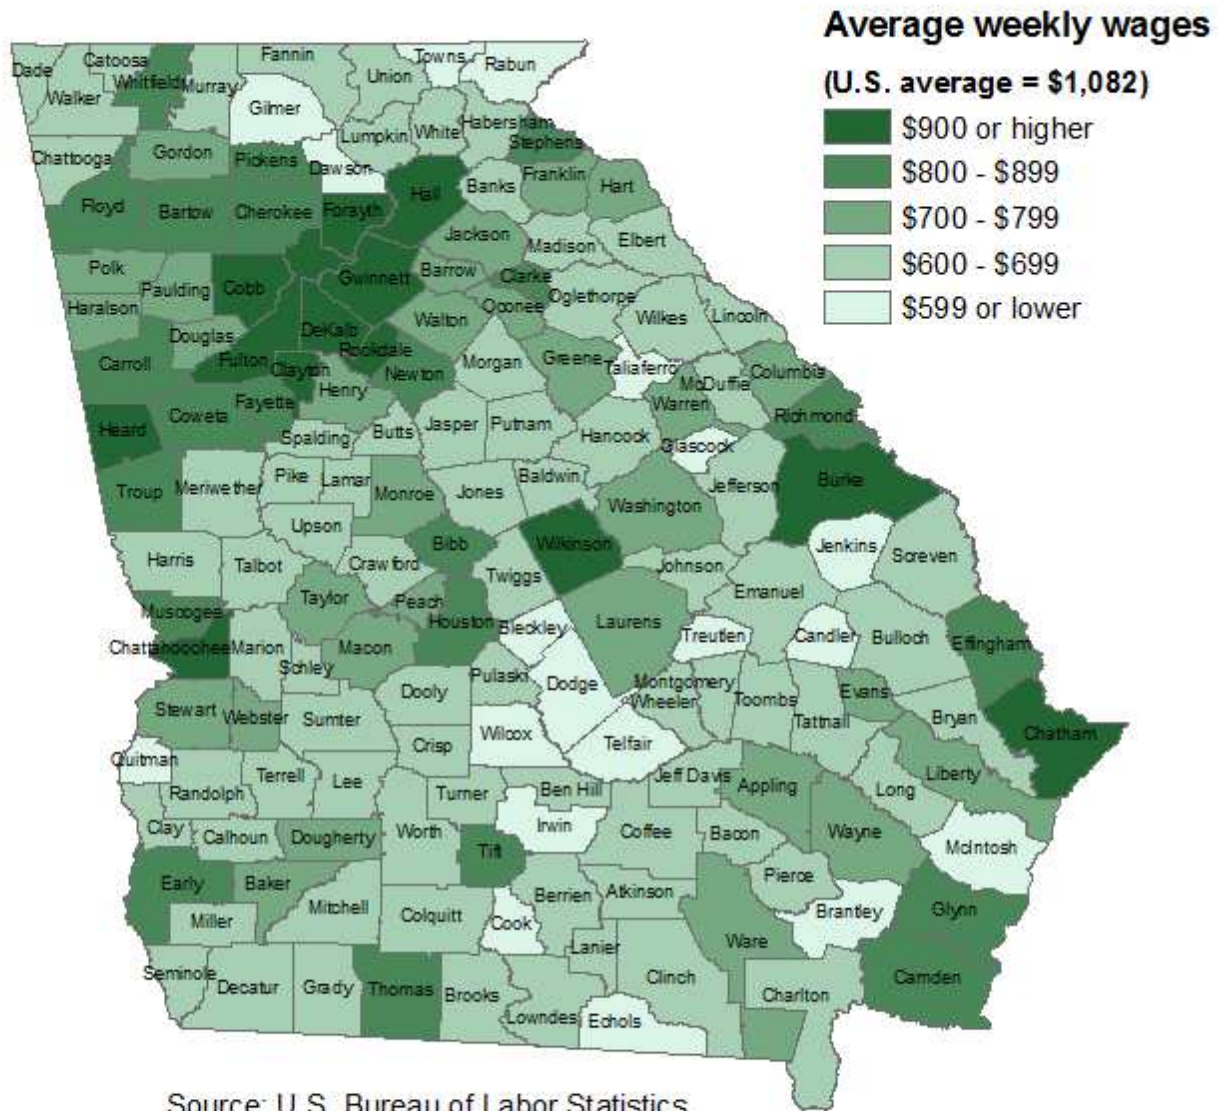 Average weekly wages
(U.S. average = $1,082)
$900 or higher
$800 - $899
$700 - $799
$600 - $699
$599 or lower
Dade
Catoosa
Whitfield
Murray
Walker
Fannin
Gilmer
Union
Towns
Rabun
Chattooga
Gordon
Pickens
Dawson
Lumpkin
White
Habersham
Stephens
Floyd
Bartow
Cherokee
Forsyth
Hall
Banks
Franklin
Hart
Polk
Paulding
Cobb
Gwinnett
Jackson
Barrow
Madison
Elbert
Clarke
Oconee
Oglethorpe
Wilkes
Lincoln
Haralson
Douglas
Fulton
DeKalb
Rockdale
Clayton
Henry
Newton
Walton
Morgan
Greene
Taliaferro
McDuffie
Columbia
Warren
Richmond
Carroll
Heard
Coweta
Fayette
Spalding
Butts
Jasper
Putnam
Hancock
Glascock
Jefferson
Burke
Troup
Meriwether
Pike
Lamar
Monroe
Jones
Baldwin
Washington
Jenkins
Screven
Upson
Bibb
Wilkinson
Johnson
Emanuel
Harris
Talbot
Crawford
Twiggs
Taylor
Peach
Houston
Bleckley
Laurens
Treutlen
Candler
Bulloch
Effingham
Muscogee
Chattahoochee
Marion
Schley
Macon
Dooly
Pulaski
Dodge
Montgomery
Wheeler
Toombs
Tattnall
Evans
Bryan
Chatham
Stewart
Webster
Sumter
Crisp
Wilcox
Telfair
Quitman
Randolph
Terrell
Lee
Turner
Ben Hill
Jeff Davis
Appling
Long
Liberty
Clay
Calhoun
Dougherty
Worth
Tift
Irwin
Coffee
Bacon
Wayne
McIntosh
Early
Baker
Miller
Mitchell
Colquitt
Cook
Berrien
Atkinson
Pierce
Brantley
Glynn
Seminole
Decatur
Grady
Thomas
Brooks
Lanier
Lowndes
Echols
Clinch
Ware
Charlton
Camden
Source: U.S. Bureau of Labor Statistics